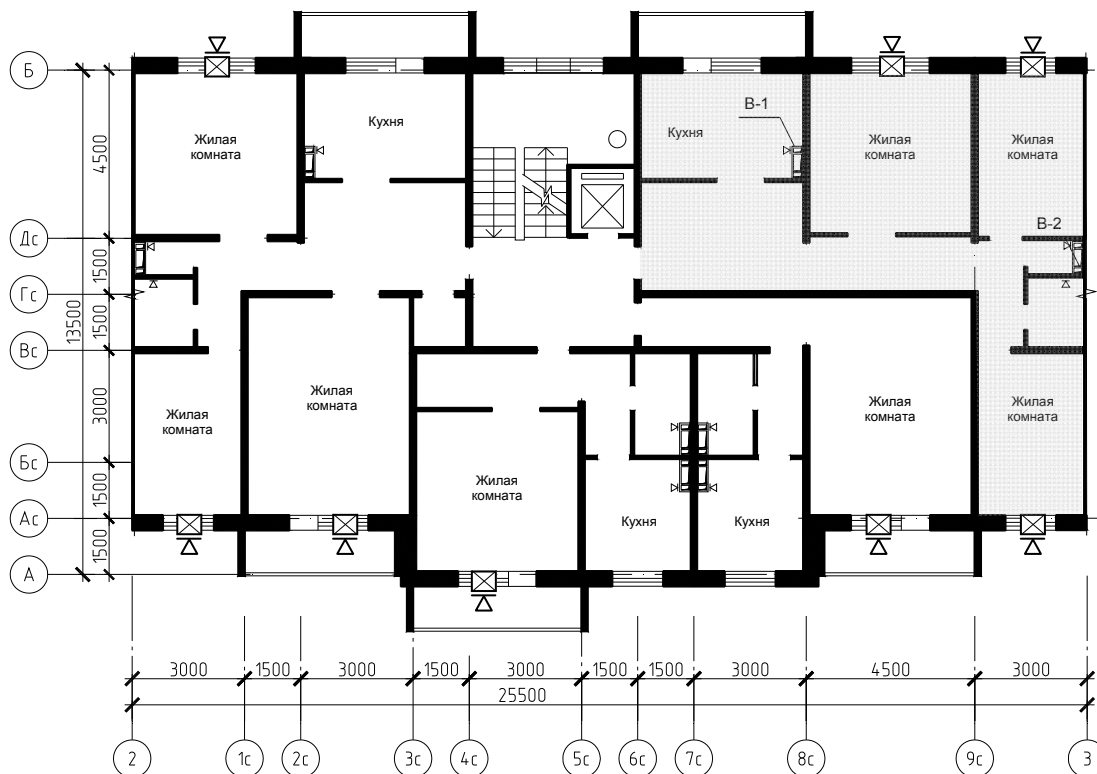 Б
Дс
Гс
Вс
Бс
Ас
А
13500
4500
1500
1500
3000
1500
1500
Жилая
комната
Кухня
Кухня
В-1
Жилая
комната
Жилая
комната
В-2
Жилая
комната
Жилая
комната
Жилая
комната
Кухня
Кухня
Жилая
комната
Жилая
комната
3000
1500
3000
1500
3000
1500
1500
3000
4500
3000
25500
2
1с
2с
3с
4с
5с
6с
7с
8с
9с
3